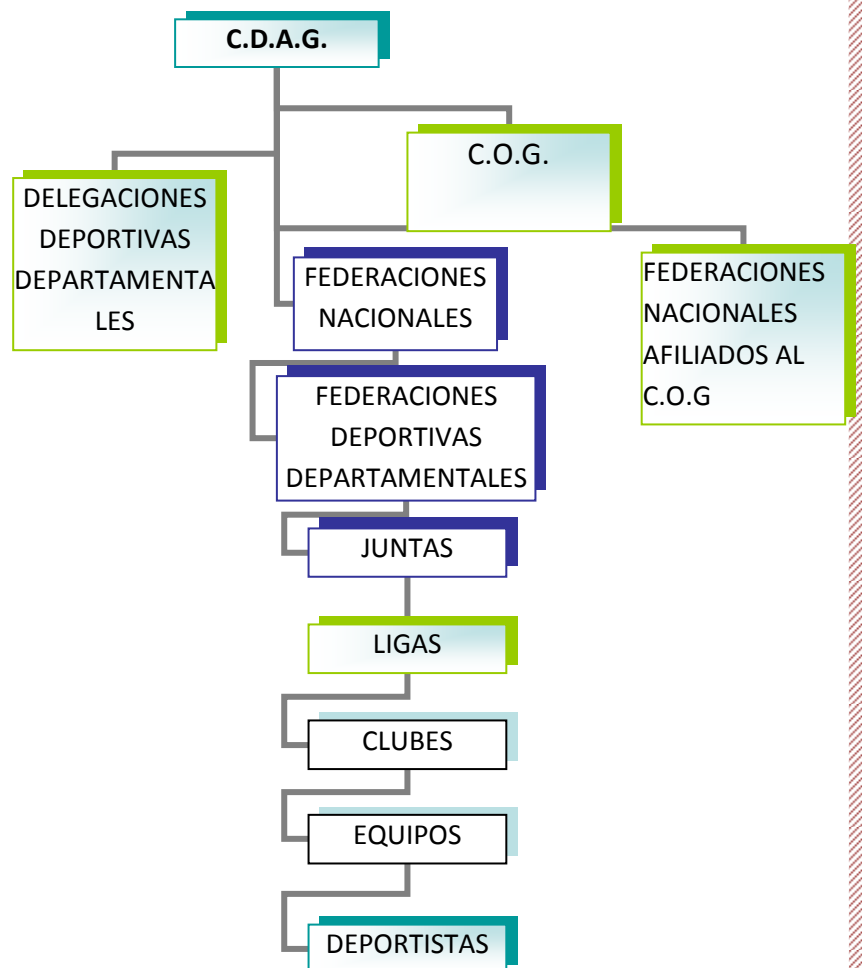 C.D.A.G.
C.O.G.
DELEGACIONES
DEPORTIVAS
DEPARTAMENTA
LES
FEDERACIONES
NACIONALES
FEDERACIONES
NACIONALES
AFILIADOS AL
C.O.G
FEDERACIONES
DEPORTIVAS
DEPARTAMENTALES
JUNTAS
LIGAS
CLUBES
EQUIPOS
DEPORTISTAS